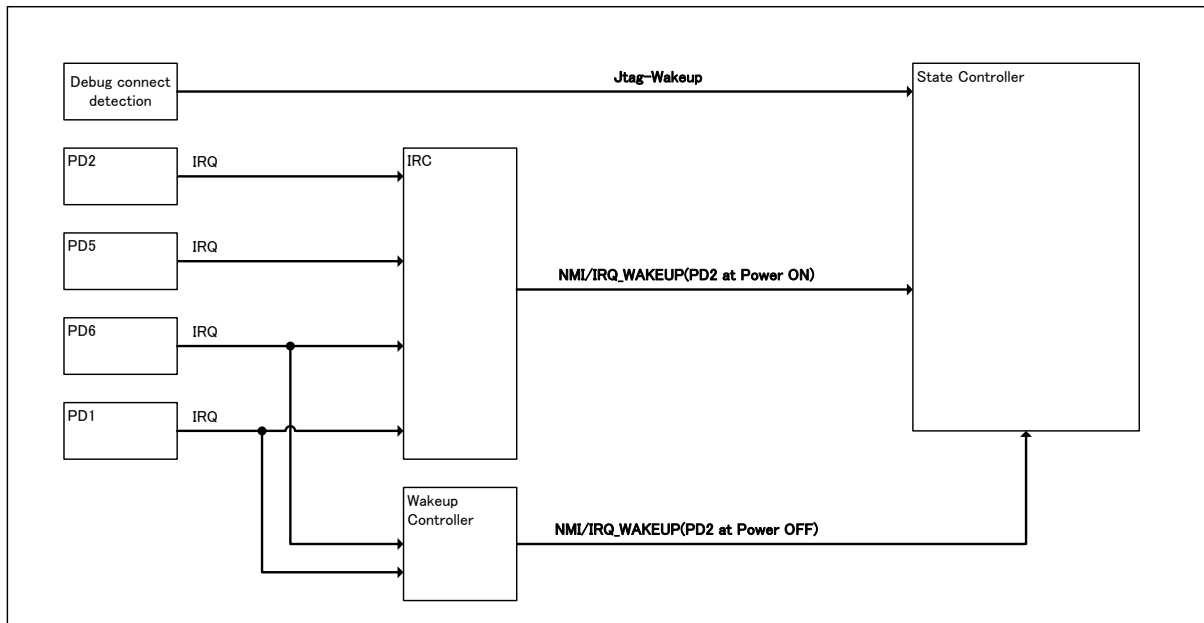 Debug connect
detection
Jtag-Wakeup
State Controller
PD2
IRQ
IRC
PD5
IRQ
NMI/IRQ_WAKEUP(PD2 at Power ON)
PD6
IRQ
PD1
IRQ
Wakeup
Controller
NMI/IRQ_WAKEUP(PD2 at Power OFF)